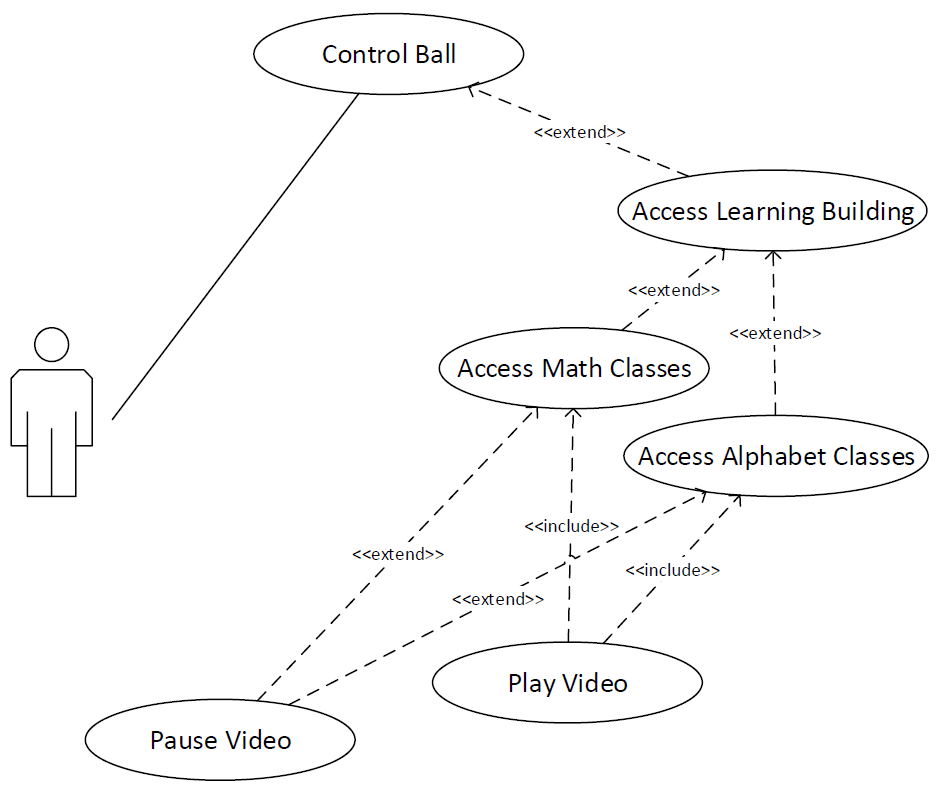 Control Ball
<<extend>>
Access Learning Building
<<extend>>
<<extend>>
Access Math Classes
Access Alphabet Classes
<<include>>
<<extend>>
<<include>>
<<extend>>
Play Video
Pause Video